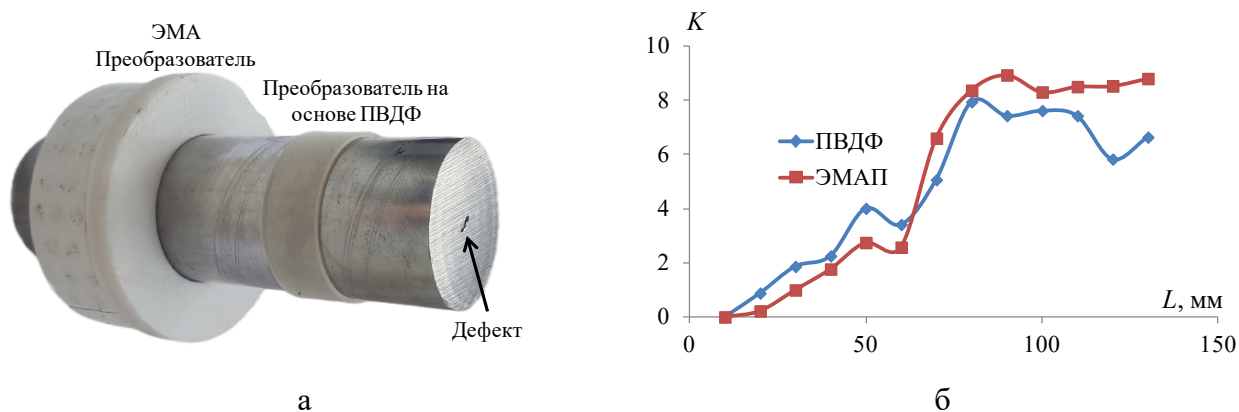 ЭМА
Преобразователь
Преобразователь на
основе ПВДФ
Дефект
а
K
10
8
6
4
2
0
ПВДФ
ЭМАП
L, мм
0
50
100
150
б